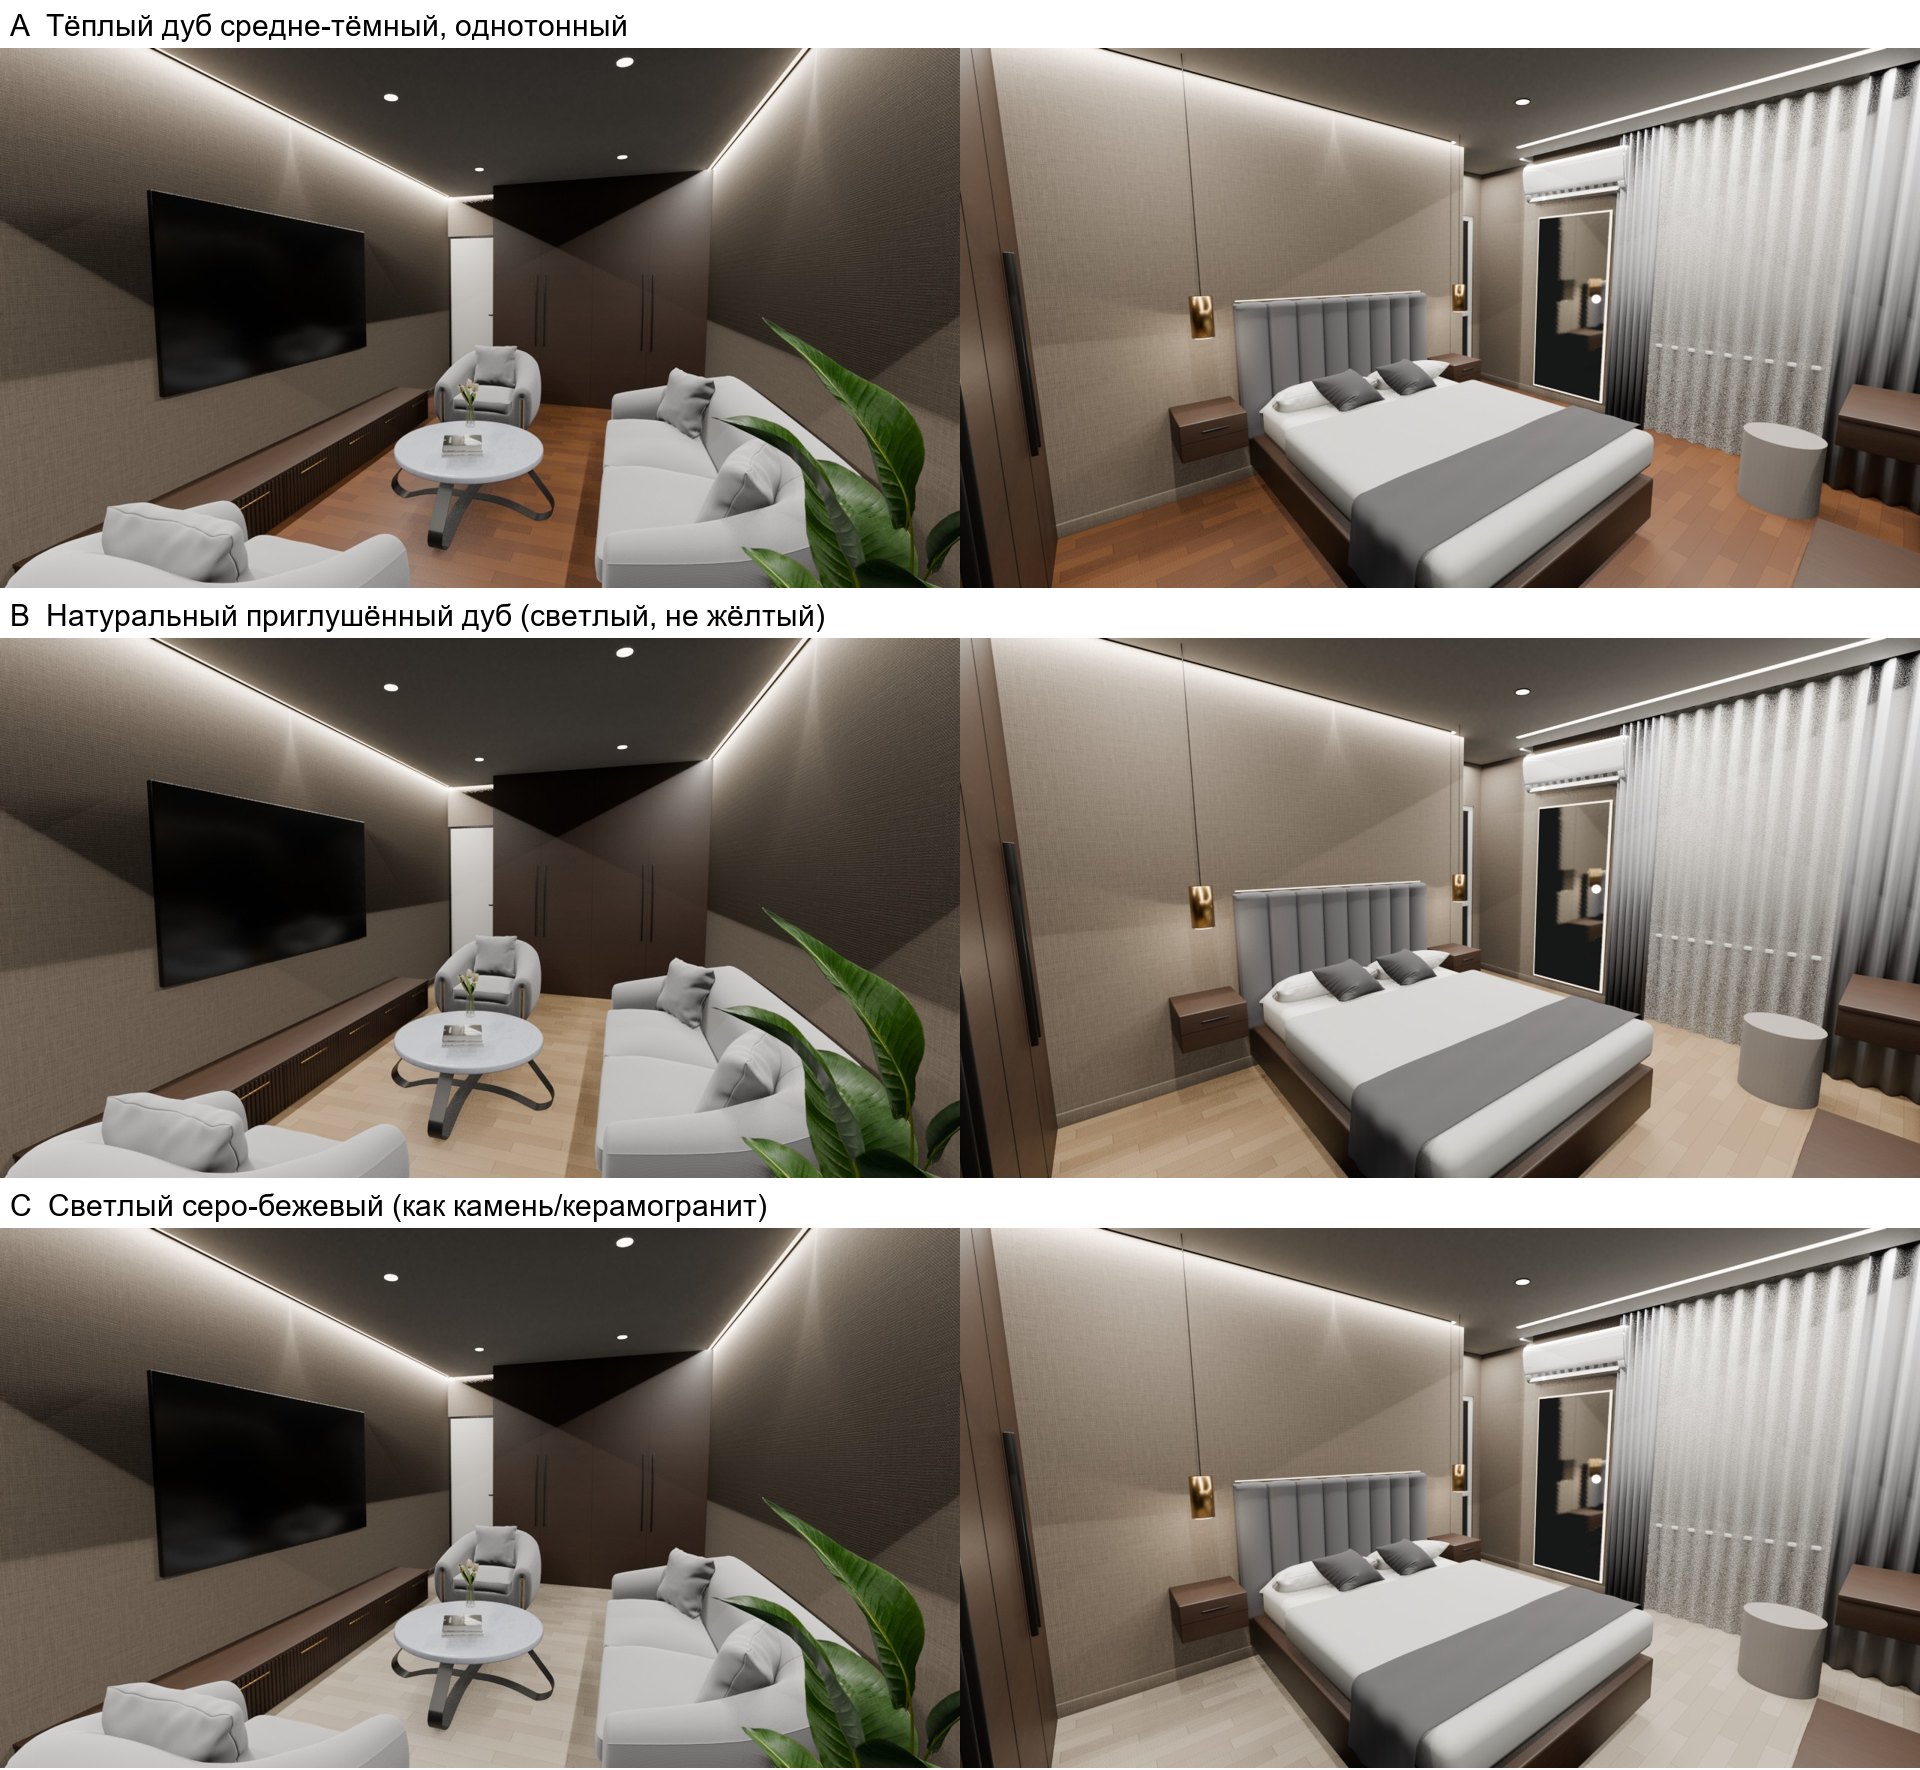 A Тёплый дуб средне-тёмный, однотонный
B Натуральный приглушённый дуб (светлый, не жёлтый)
C Светлый серо-бежевый (как камень/керамогранит)